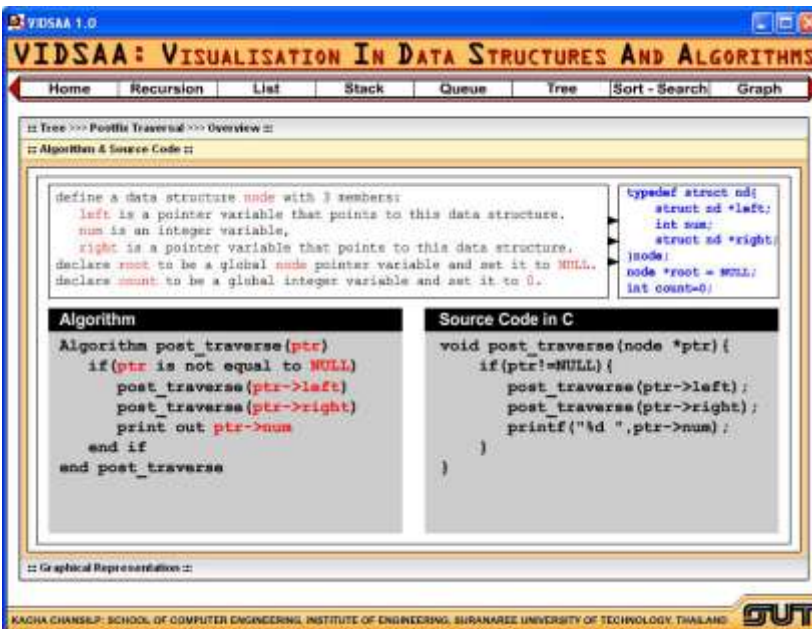 VIDSAA 1.0
VIDSAA: VISUALISATION IN DATA STRUCTURES AND ALGORITHMS
Home Recursion List Stack Queue Tree Sort - Search Graph
:: Tree >>> Postfix Traversal >>> Overview ::
:: Algorithm & Source Code ::
define a data structure node with 3 members:
left is a pointer variable that points to this data structure.
num is an integer variable,
right is a pointer variable that points to this data structure.
declare root to be a global node pointer variable and set it to NULL.
declare count to be a global integer variable and set it to 0.
typedef struct nd{
struct nd *left;
int num;
struct nd *right;
}node;
node *root = NULL;
int count=0;
Algorithm
Algorithm post_traverse(ptr)
if(ptr is not equal to NULL)
post_traverse(ptr->left)
post_traverse(ptr->right)
print out ptr->num
end if
end post_traverse
Source Code in C
void post_traverse(node *ptr){
if(ptr!=NULL){
post_traverse(ptr->left);
post_traverse(ptr->right);
printf("%d ",ptr->num);
}
}
:: Graphical Representation ::
KACHA CHANSILP: SCHOOL OF COMPUTER ENGINEERING, INSTITUTE OF ENGINEERING, SURANAREE UNIVERSITY OF TECHNOLOGY, THAILAND
SUT